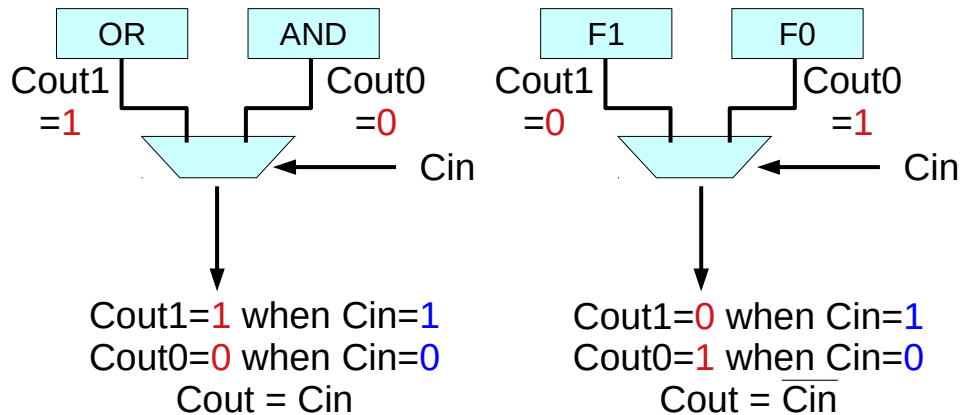 OR
AND
Cout1
=1
Cout0
=0
Cin
Cout1=1 when Cin=1
Cout0=0 when Cin=0
Cout = Cin
F1
F0
Cout1
=0
Cout0
=1
Cin
Cout1=0 when Cin=1
Cout0=1 when Cin=0
Cout = C̅i̅n̅